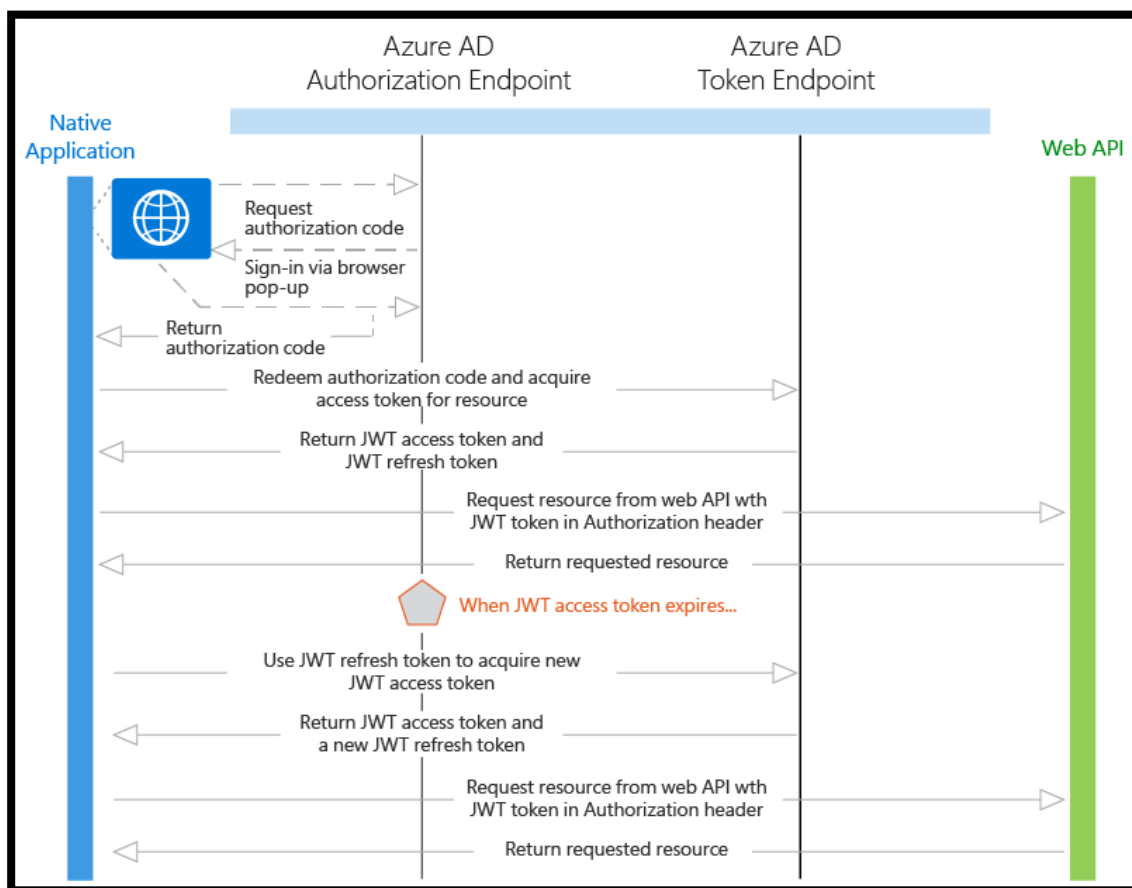 Azure AD
Authorization Endpoint
Azure AD
Token Endpoint
Native
Application
Web API
Request
authorization code
Sign-in via browser
pop-up
Return
authorization code
Redeem authorization code and acquire
access token for resource
Return JWT access token and
JWT refresh token
Request resource from web API wth
JWT token in Authorization header
Return requested resource
When JWT access token expires...
Use JWT refresh token to acquire new
JWT access token
Return JWT access token and
a new JWT refresh token
Request resource from web API wth
JWT token in Authorization header
Return requested resource